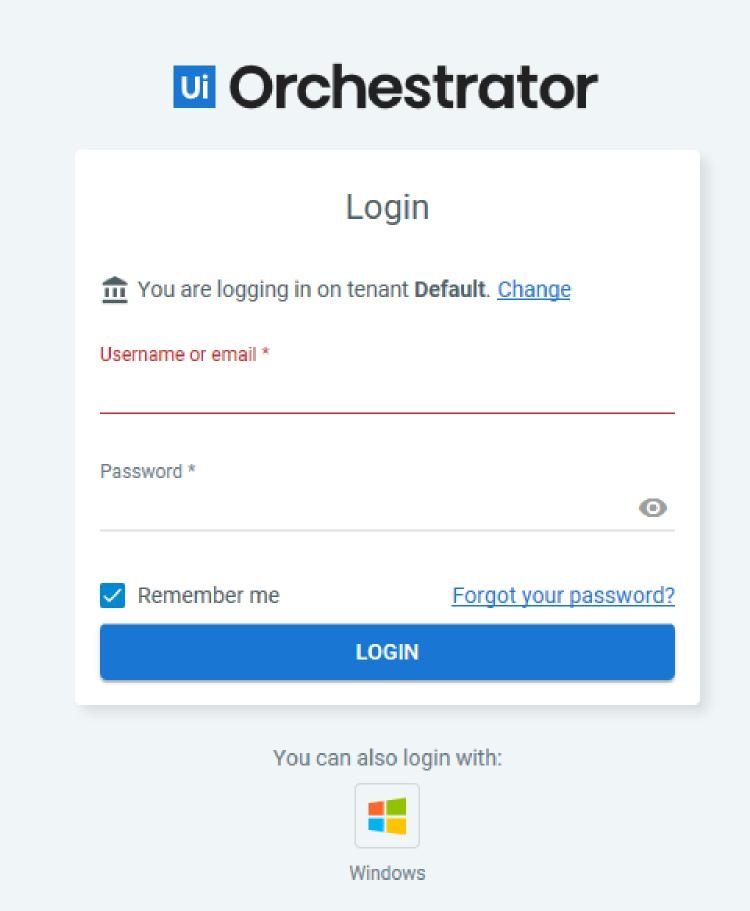 Ui Orchestrator
Login
You are logging in on tenant Default. Change
Username or email *
Password *
Remember me Forgot your password?
LOGIN
You can also login with:
Windows